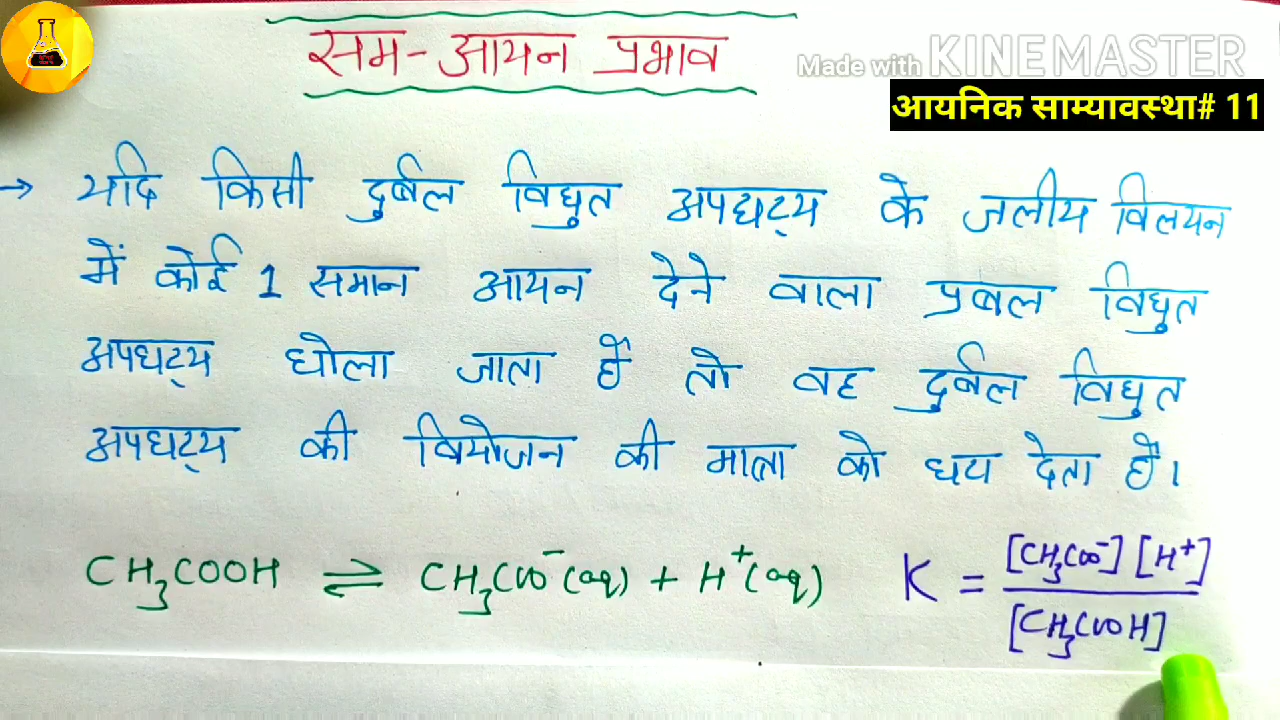 सम-आयन प्रभाव
Made with KINEMASTER
आयनिक साम्यावस्था# 11
→ यदि किसी दुर्बल विधुत अपघट्य के जलीय विलयन
में कोई 1 समान आयन देने वाला प्रबल विधुत
अपघट्य घोला जाता हैं तो वह दुर्बल विधुत
अपघट्य की वियोजन की मात्रा को घटा देता है।
CH₃COOH ⇌ CH₃COO⁻(aq) + H⁺(aq)
K = [CH₃COO⁻][H⁺] / [CH₃COOH]